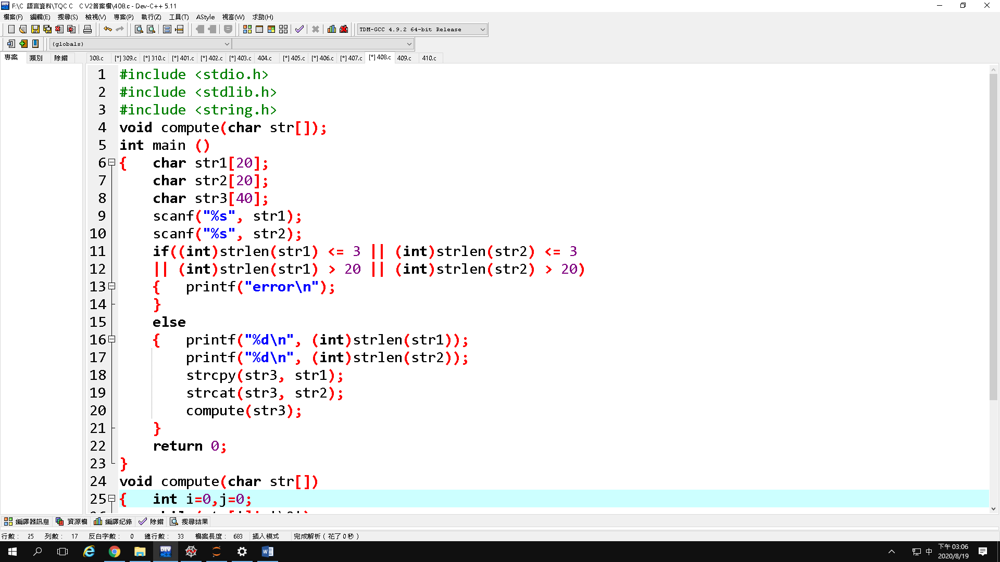 F:\C 語言資料\TQC C C V2答案檔\408.c - Dev-C++ 5.11
檔案(F) 編輯(E) 搜尋(S) 檢視(V) 專案(P) 執行(Z) 工具(T) AStyle 視窗(W) 求助(H)
TDM-GCC 4.9.2 64-bit Release
(globals)
專案 類別 除錯 308.c [*] 309.c [*] 310.c [*] 401.c [*] 402.c [*] 403.c 404.c [*] 405.c [*] 406.c [*] 407.c [*] 408.c 409.c 410.c
1 #include <stdio.h>
2 #include <stdlib.h>
3 #include <string.h>
4 void compute(char str[]);
5 int main ()
6 { char str1[20];
7 char str2[20];
8 char str3[40];
9 scanf("%s", str1);
10 scanf("%s", str2);
11 if((int)strlen(str1) <= 3 || (int)strlen(str2) <= 3
12 || (int)strlen(str1) > 20 || (int)strlen(str2) > 20)
13 { printf("error\n");
14 }
15 else
16 { printf("%d\n", (int)strlen(str1));
17 printf("%d\n", (int)strlen(str2));
18 strcpy(str3, str1);
19 strcat(str3, str2);
20 compute(str3);
21 }
22 return 0;
23 }
24 void compute(char str[])
25 { int i=0,j=0;
編譯器訊息 資源檔 編譯紀錄 除錯 搜尋結果
行數： 25 列數： 17 反白字數： 0 總行數： 33 檔案長度： 683 插入模式 完成解析 ( 花了 0 秒 )
DEV
中
下午 03:06
2020/8/19